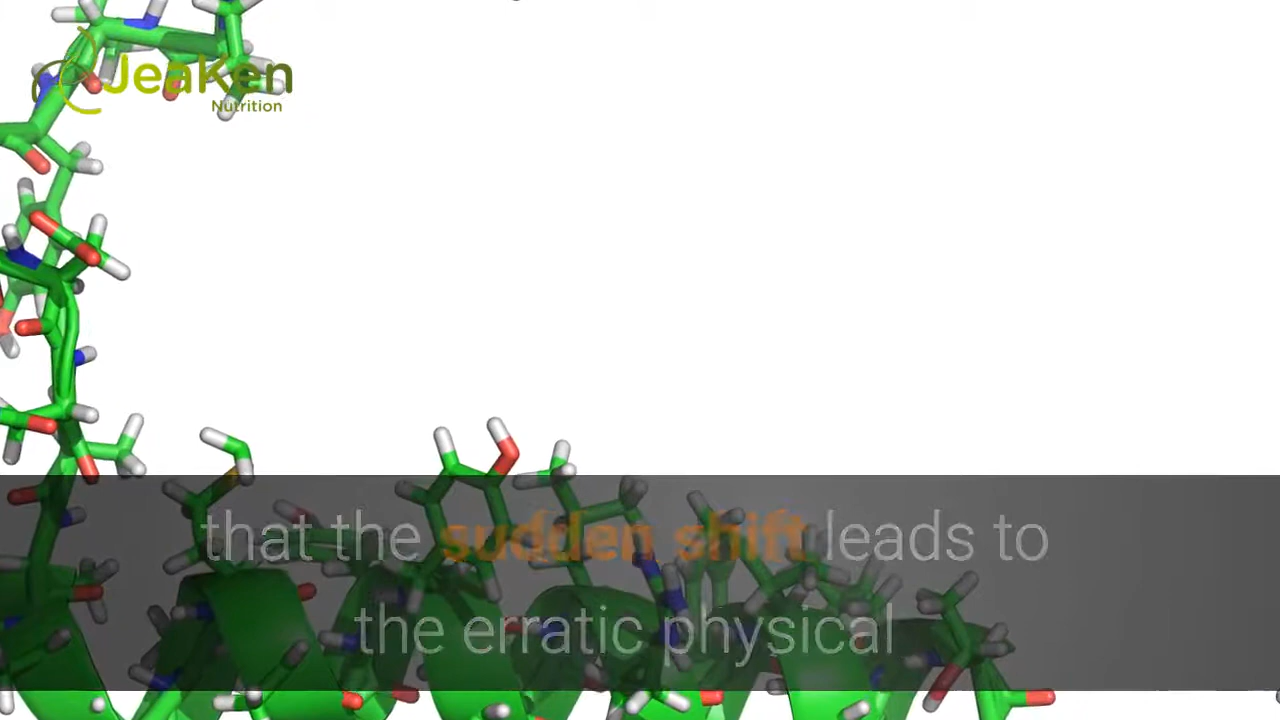 JeaKen
Nutrition
that the sudden shift leads to
the erratic physical